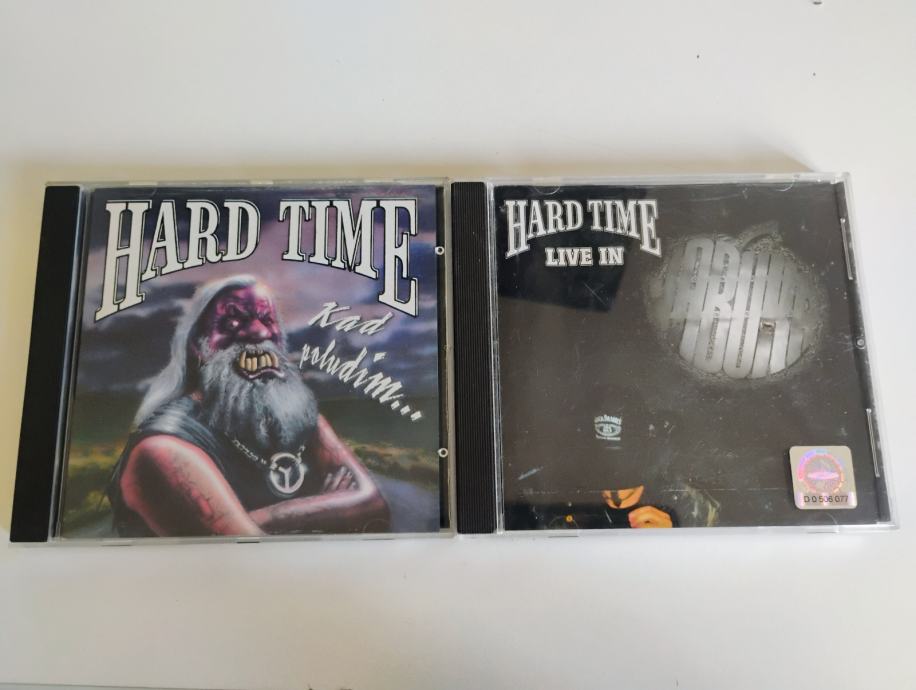 HARD TIME
Kad
poludim...
HARD TIME
LIVE IN
D 0 506 077